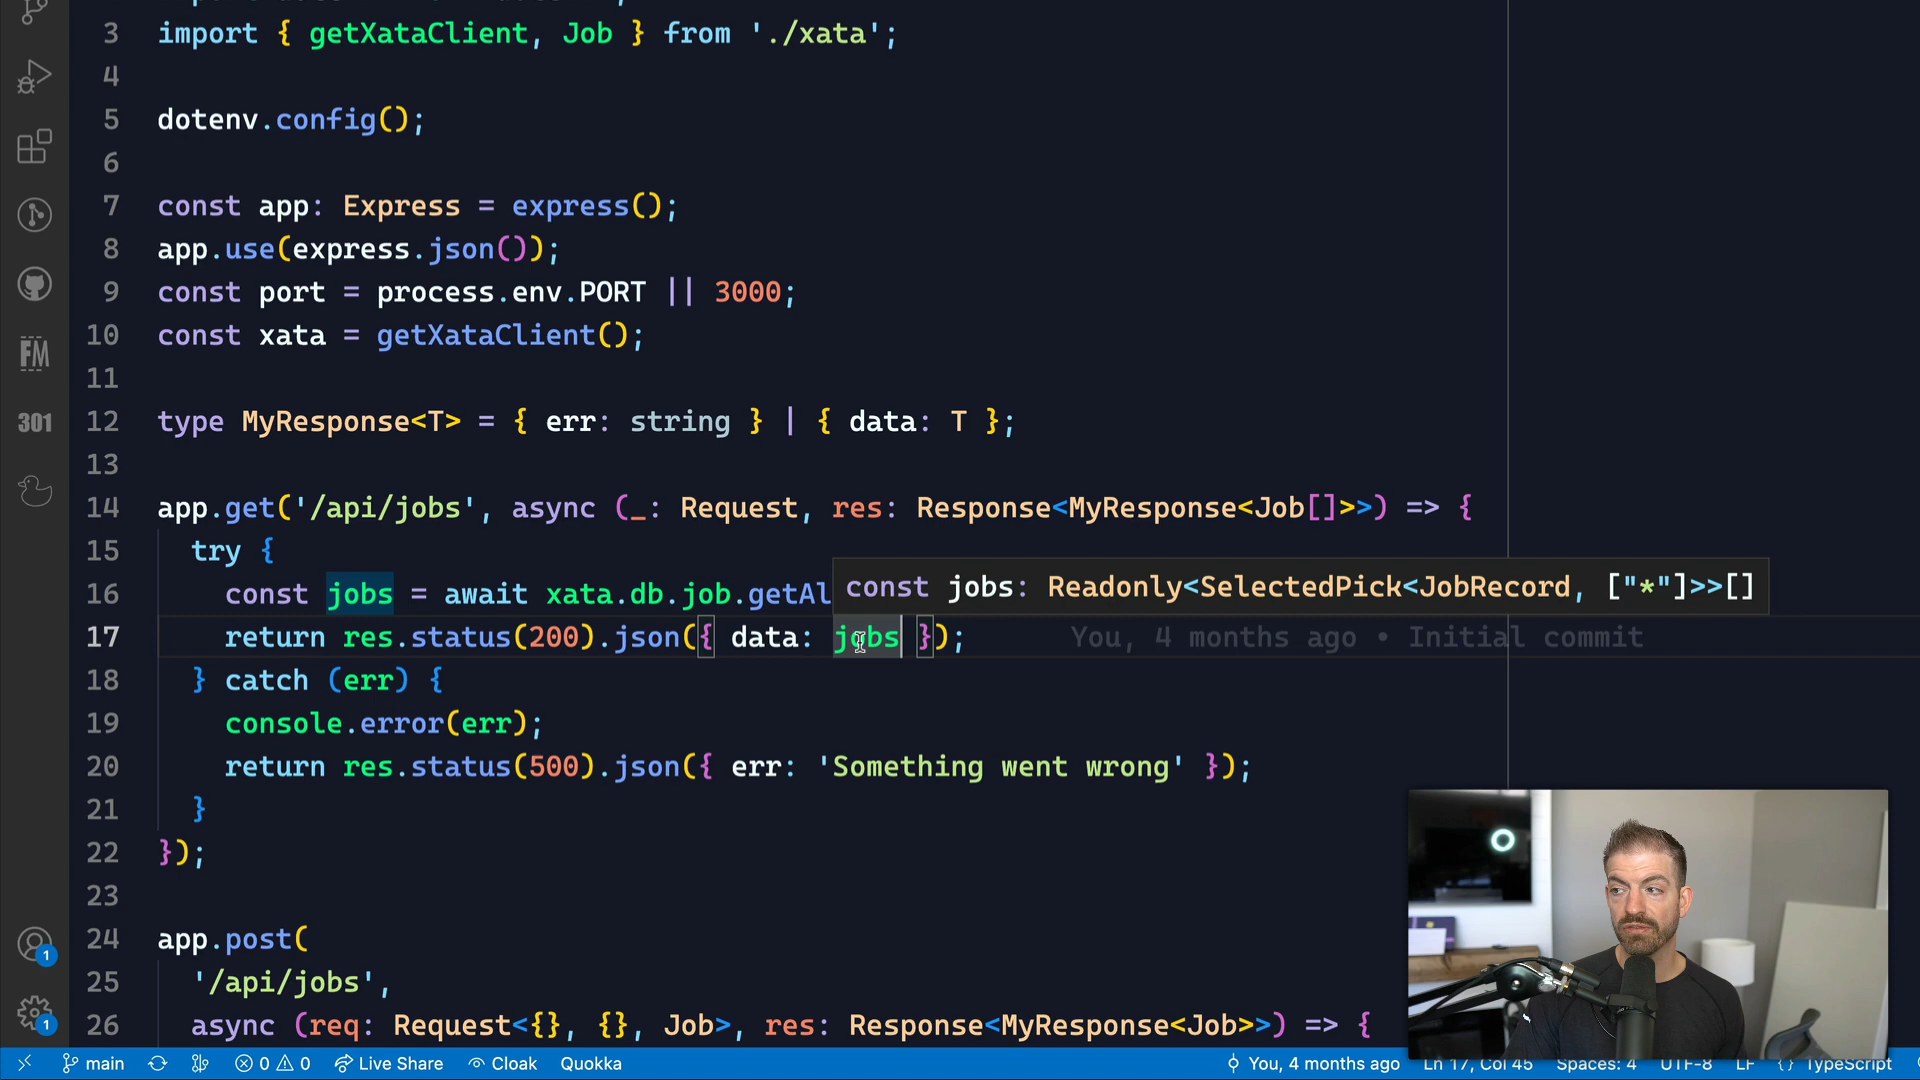 3 import { getXataClient, Job } from './xata';
4
5 dotenv.config();
6
7 const app: Express = express();
8 app.use(express.json());
9 const port = process.env.PORT || 3000;
10 const xata = getXataClient();
11
12 type MyResponse<T> = { err: string } | { data: T };
13
14 app.get('/api/jobs', async (_: Request, res: Response<MyResponse<Job[]>>) => {
15 try {
const jobs: Readonly<SelectedPick<JobRecord, ["*"]>>[]
16 const jobs = await xata.db.job.getAl
17 return res.status(200).json({ data: jobs }); You, 4 months ago • Initial commit
18 } catch (err) {
19 console.error(err);
20 return res.status(500).json({ err: 'Something went wrong' });
21 }
22 });
23
24 app.post(
25 '/api/jobs',
26 async (req: Request<{}, {}, Job>, res: Response<MyResponse<Job>>) => {
FM
301
1
1
main 0 0 Live Share Cloak Quokka You, 4 months ago Ln 17, Col 45 Spaces: 4 UTF-8 LF {} TypeScript